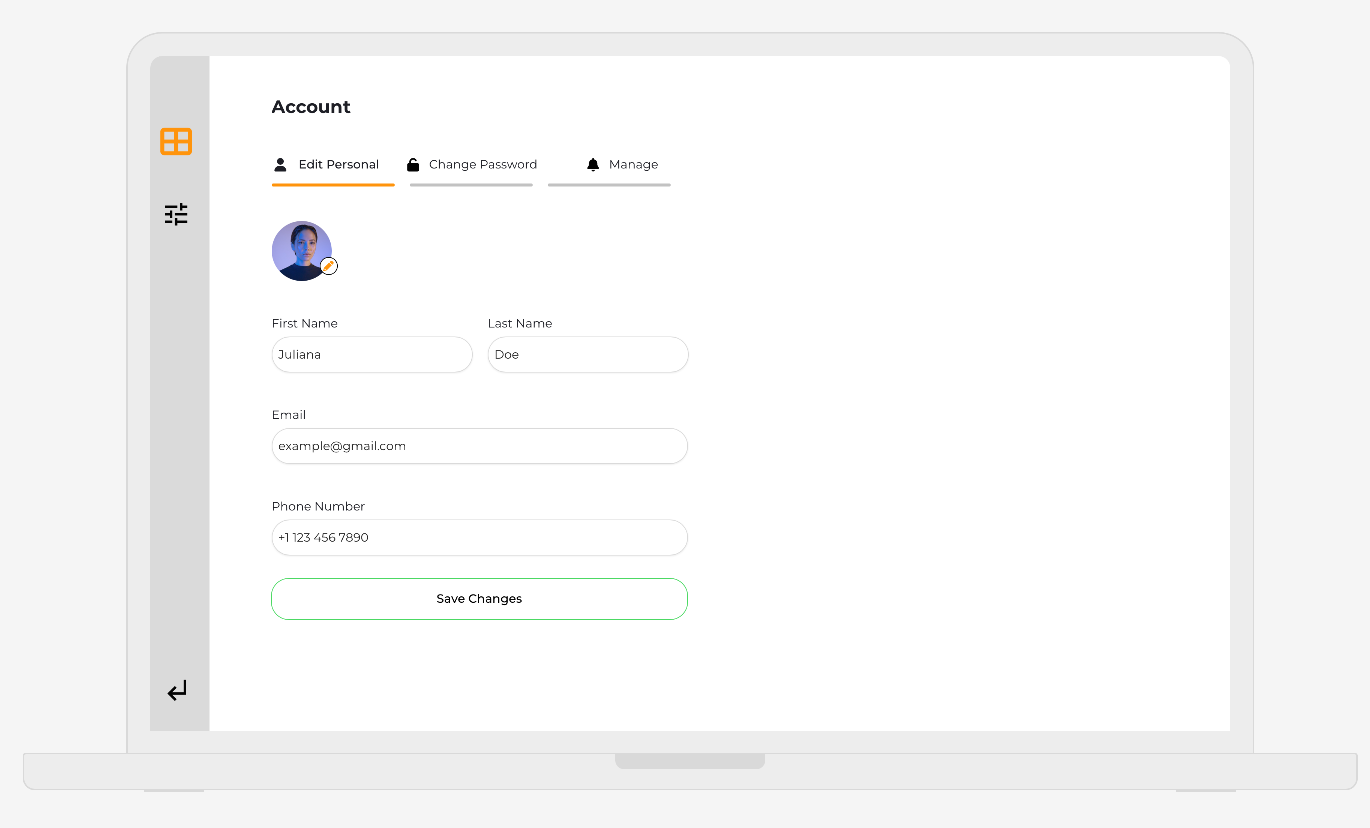 Account
Edit Personal Change Password Manage
First Name Last Name
Juliana Doe
Email
example@gmail.com
Phone Number
+1 123 456 7890
Save Changes